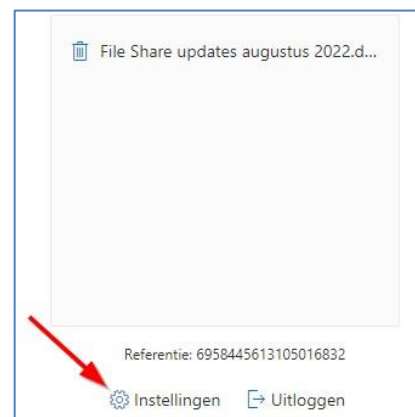 File Share updates augustus 2022.d...
Referentie: 6958445613105016832
Instellingen Uitloggen